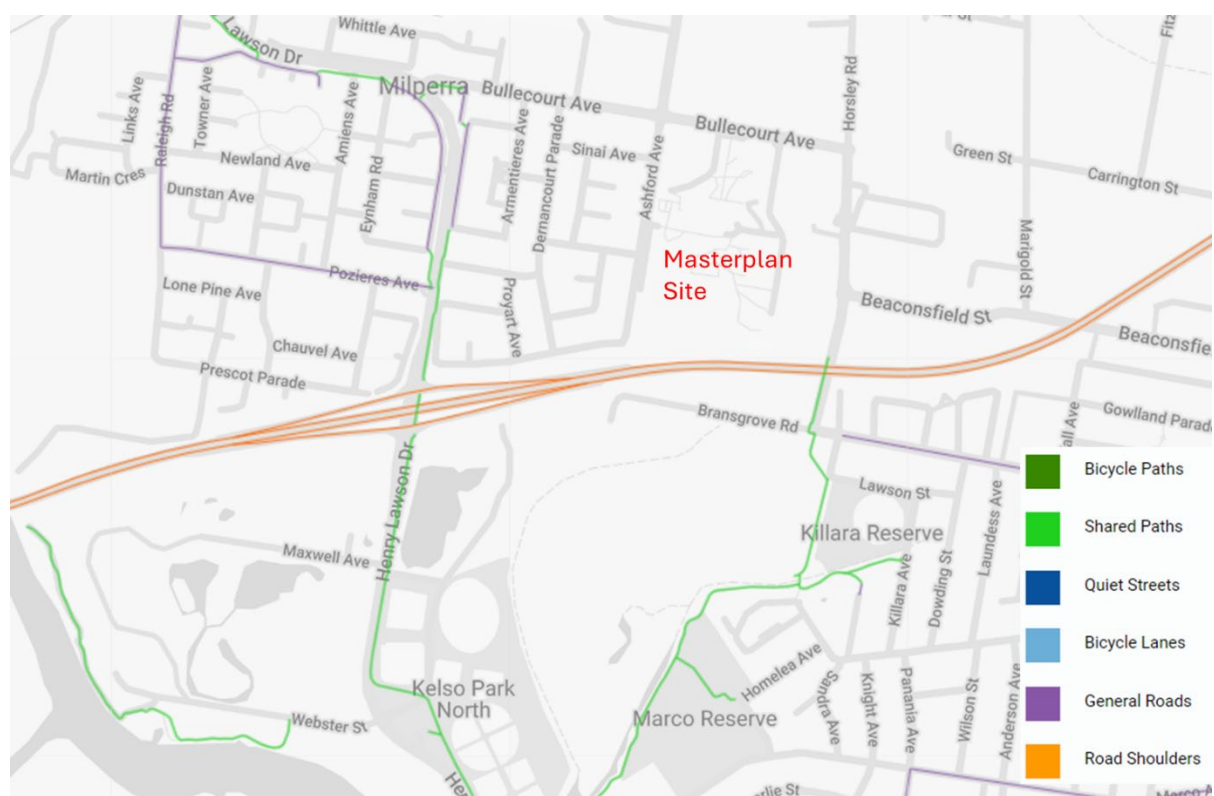 Whittle Ave
Lawson Dr
Milperra
Bullecourt Ave
Horsley Rd
Links Ave
Raleigh Rd
Towner Ave
Amiens Ave
Eynham Rd
Armentieres Ave
Dernancourt Parade
Sinai Ave
Ashford Ave
Bullecourt Ave
Green St
Carrington St
Martin Cres
Newland Ave
Dunstan Ave
Marigold St
Masterplan
Site
Pozieres Ave
Lone Pine Ave
Proyart Ave
Beaconsfield St
Chauvel Ave
Prescot Parade
Bransgrove Rd
Gowlland Parade
Henry Lawson Dr
Lawson St
Killara Reserve
Laundess Ave
Maxwell Ave
Killara Ave
Dowding St
Homelea Ave
Kelso Park
North
Webster St
Marco Reserve
Sandra Ave
Knight Ave
Panania Ave
Wilson St
Anderson Ave
Bicycle Paths
Shared Paths
Quiet Streets
Bicycle Lanes
General Roads
Road Shoulders